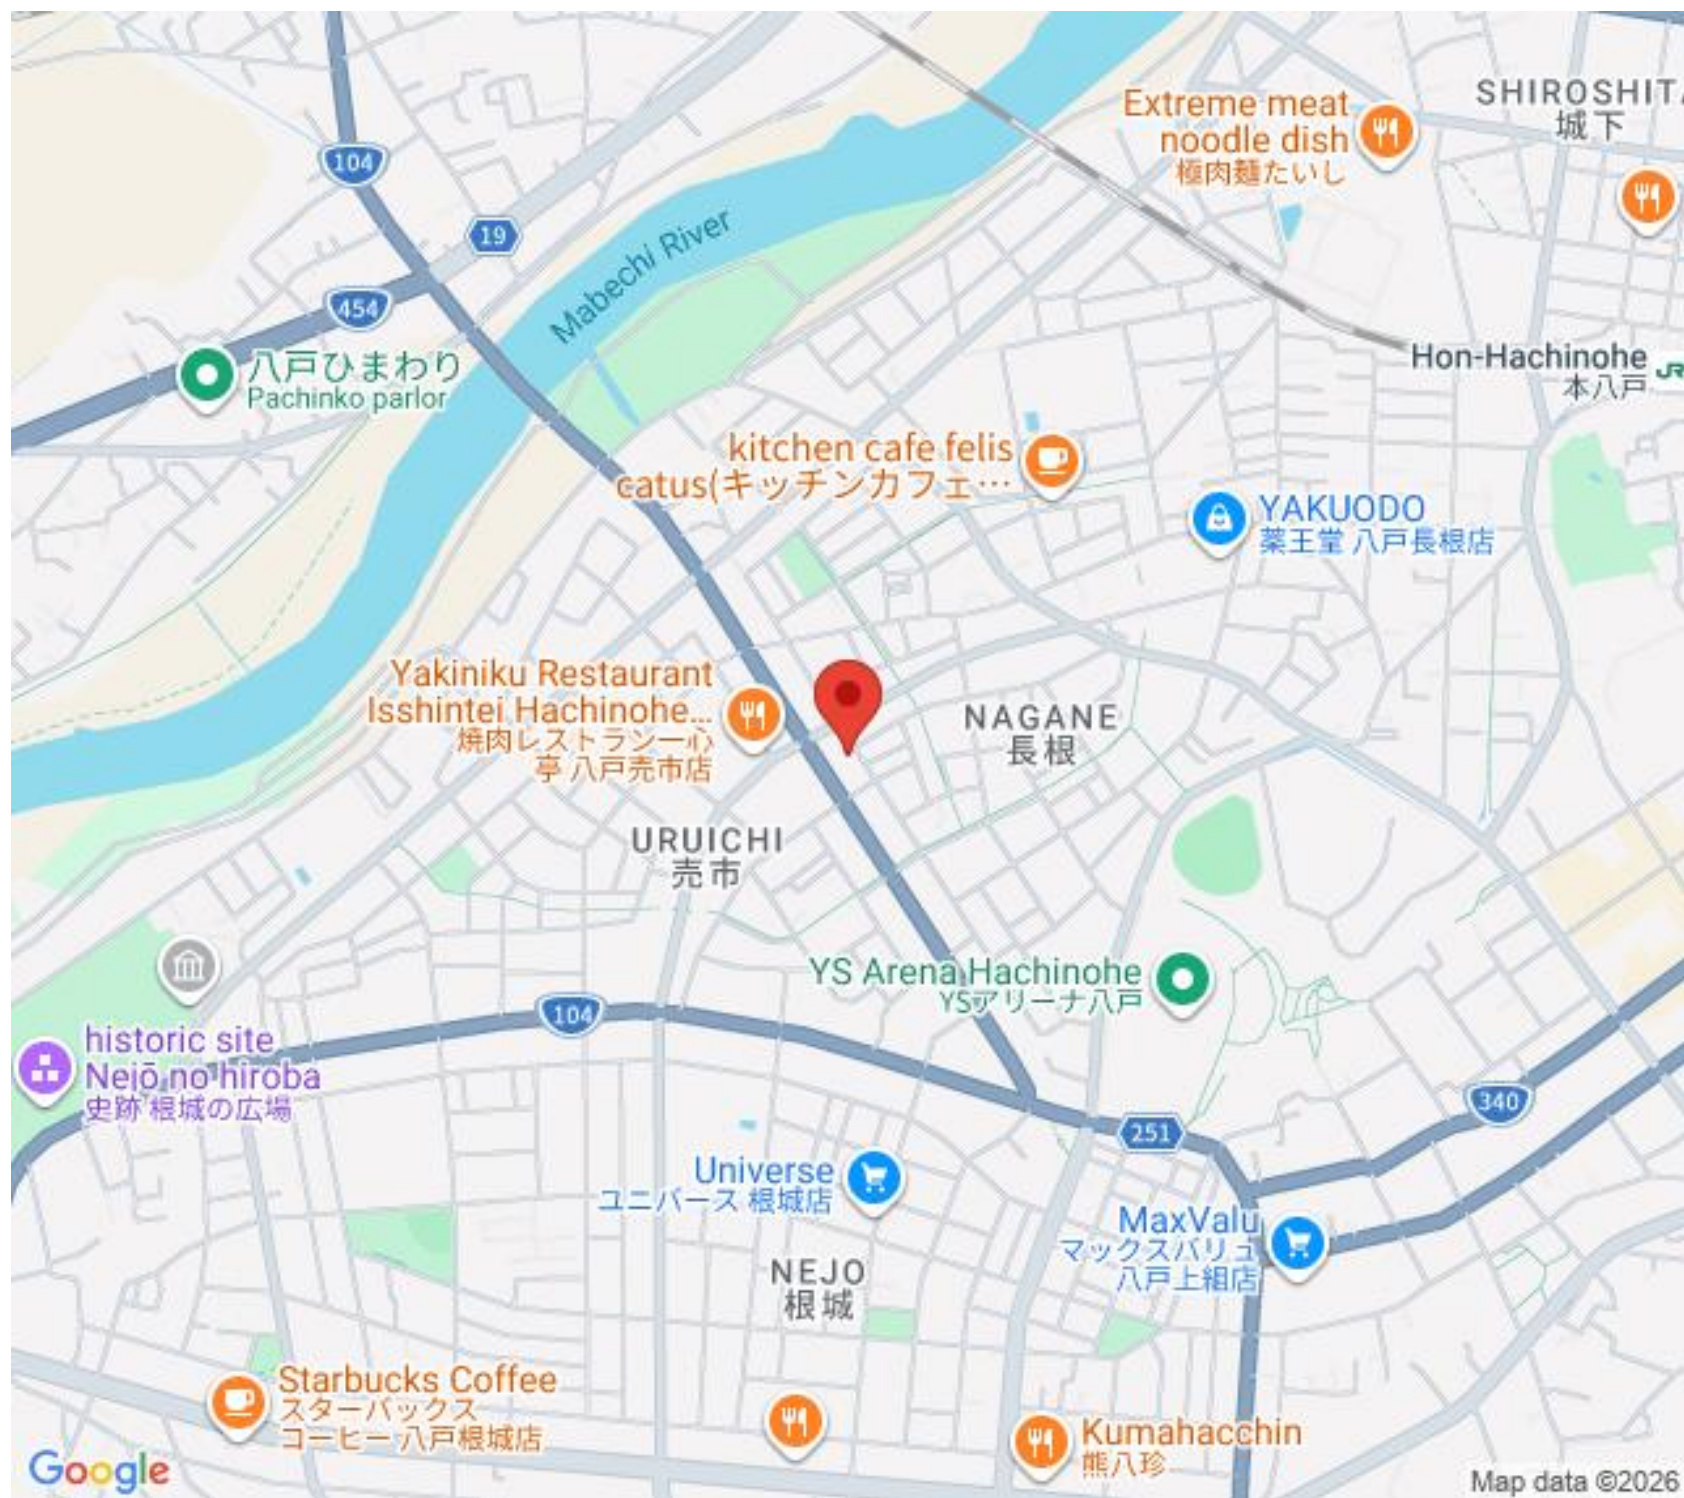 SHIROSHITA
城下
Extreme meat
noodle dish
極肉麺たいし
104
19
Mabechi River
454
八戸ひまわり
Pachinko parlor
Hon-Hachinohe
本八戸
JR
kitchen cafe felis
catus(キッチンカフェ…
YAKUODO
薬王堂 八戸長根店
Yakiniku Restaurant
Isshintei Hachinohe...
焼肉レストラン一心
亭 八戸売市店
NAGANE
長根
URUICHI
売市
YS Arena Hachinohe
YSアリーナ八戸
104
historic site
Nejō no hiroba
史跡 根城の広場
340
251
Universe
ユニバース 根城店
MaxValu
マックスバリュ
八戸上組店
NEJO
根城
Starbucks Coffee
スターバックス
コーヒー 八戸根城店
Kumahacchin
熊八珍
Google
Map data ©2026